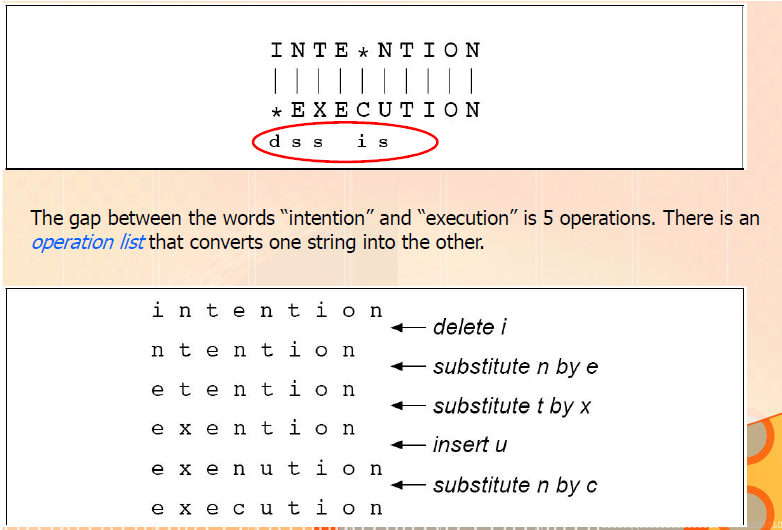 I N T E * N T I O N
| | | | | | | | | |
* E X E C U T I O N
d s s   i s
The gap between the words “intention” and “execution” is 5 operations. There is an
operation list that converts one string into the other.
i n t e n t i o n
delete i
n t e n t i o n
substitute n by e
e t e n t i o n
substitute t by x
e x e n t i o n
insert u
e x e n u t i o n
substitute n by c
e x e c u t i o n